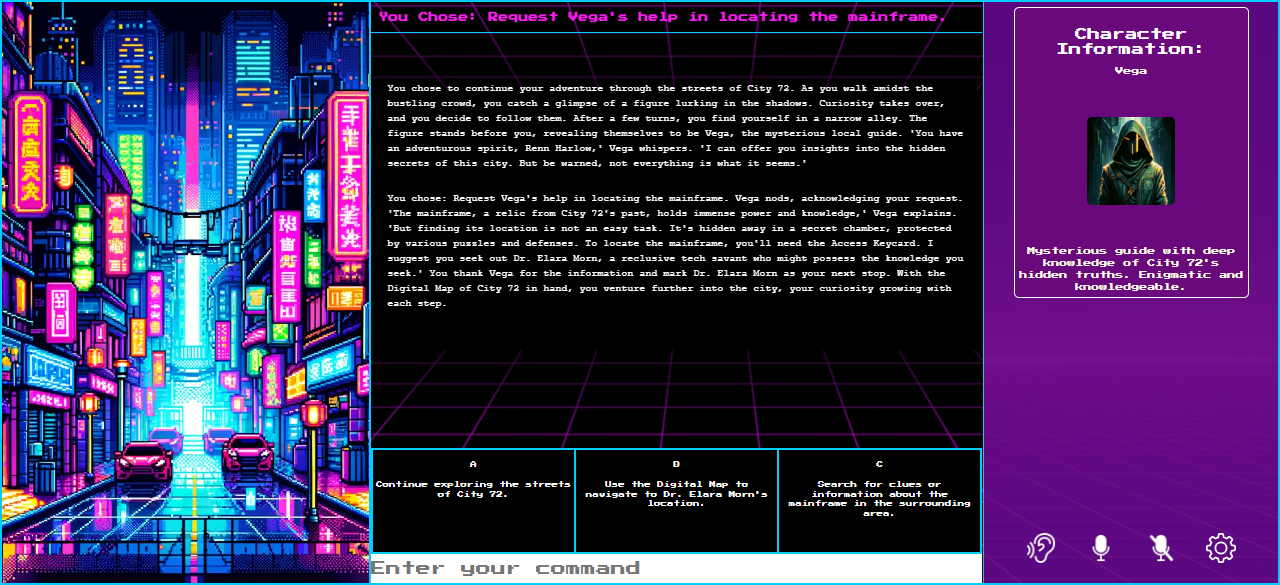 You Chose: Request Vega's help in locating the mainframe.
You chose to continue your adventure through the streets of City 72. As you walk amidst the
bustling crowd, you catch a glimpse of a figure lurking in the shadows. Curiosity takes over,
and you decide to follow them. After a few turns, you find yourself in a narrow alley. The
figure stands before you, revealing themselves to be Vega, the mysterious local guide. 'You have
an adventurous spirit, Renn Harlow,' Vega whispers. 'I can offer you insights into the hidden
secrets of this city. But be warned, not everything is what it seems.'
You chose: Request Vega's help in locating the mainframe. Vega nods, acknowledging your request.
'The mainframe, a relic from City 72's past, holds immense power and knowledge,' Vega explains.
'But finding its location is not an easy task. It's hidden away in a secret chamber, protected
by various puzzles and defenses. To locate the mainframe, you'll need the Access Keycard. I
suggest you seek out Dr. Elara Morn, a reclusive tech savant who might possess the knowledge you
seek.' You thank Vega for the information and mark Dr. Elara Morn as your next stop. With the
Digital Map of City 72 in hand, you venture further into the city, your curiosity growing with
each step.
A
Continue exploring the streets
of City 72.
B
Use the Digital Map to
navigate to Dr. Elara Morn's
location.
C
Search for clues or
information about the
mainframe in the surrounding
area.
Enter your command
Character
Information:
Vega
Mysterious guide with deep
knowledge of City 72's
hidden truths. Enigmatic and
knowledgeable.